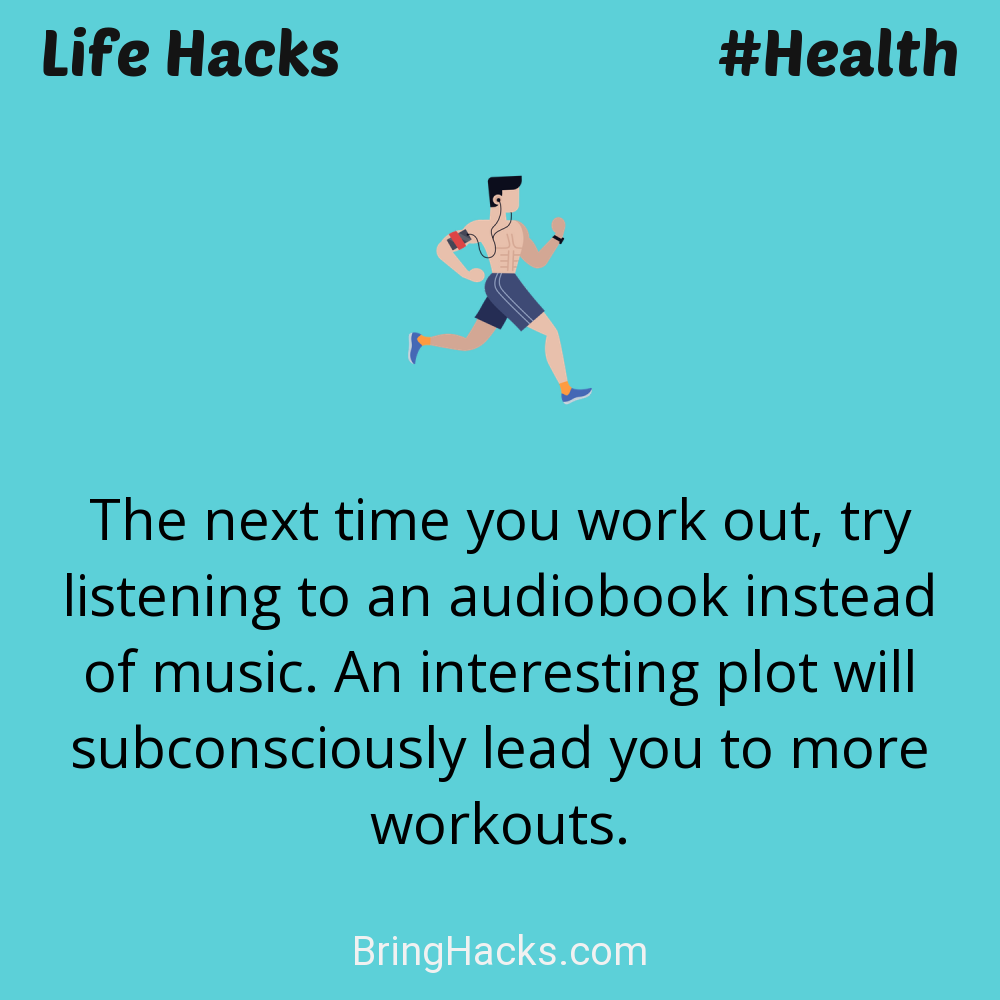 Life Hacks #Health
The next time you work out, try
listening to an audiobook instead
of music. An interesting plot will
subconsciously lead you to more
workouts.
BringHacks.com